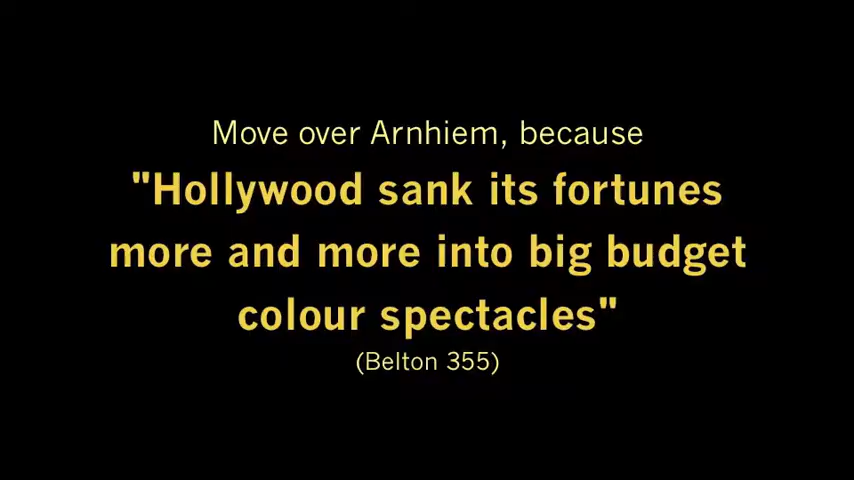 Move over Arnhiem, because
"Hollywood sank its fortunes
more and more into big budget
colour spectacles"
(Belton 355)